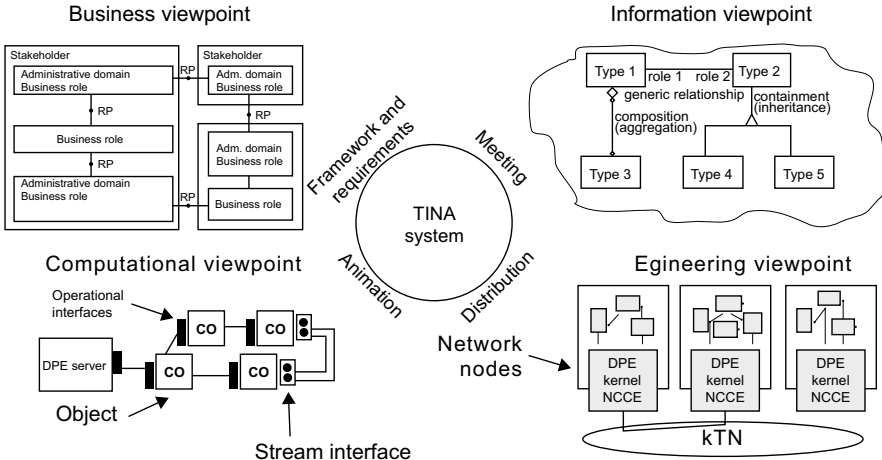 Business viewpoint
Stakeholder
Administrative domain
Business role
RP
RP
Business role
RP
Administrative domain
Business role
RP
Stakeholder
Adm. domain
Business role
RP
Adm. domain
Business role
Business role
Information viewpoint
Type 1
role 1
role 2
Type 2
generic relationship
composition
(aggregation)
containment
(inheritance)
Type 3
Type 4
Type 5
Framework and
requirements
Meeting
TINA
system
Animation
Distribution
Computational viewpoint
Operational
interfaces
CO
CO
DPE server
CO
CO
Object
Stream interface
Egineering viewpoint
Network
nodes
DPE
kernel
NCCE
DPE
kernel
NCCE
DPE
kernel
NCCE
kTN